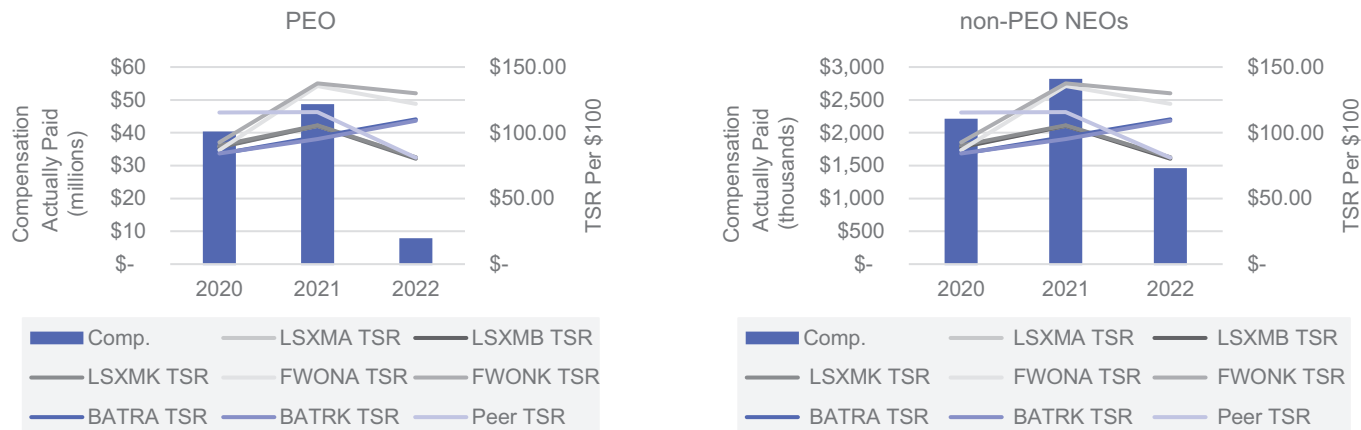 PEO
Compensation
Actually Paid
(millions)
$60
$50
$40
$30
$20
$10
$-
$150.00
$100.00
$50.00
$-
TSR Per $100
2020 2021 2022
Comp. LSXMA TSR LSXMB TSR
LSXMK TSR FWONA TSR FWONK TSR
BATRA TSR BATRK TSR Peer TSR
non-PEO NEOs
Compensation
Actually Paid
(thousands)
$3,000
$2,500
$2,000
$1,500
$1,000
$500
$-
$150.00
$100.00
$50.00
$-
TSR Per $100
2020 2021 2022
Comp. LSXMA TSR LSXMB TSR
LSXMK TSR FWONA TSR FWONK TSR
BATRA TSR BATRK TSR Peer TSR